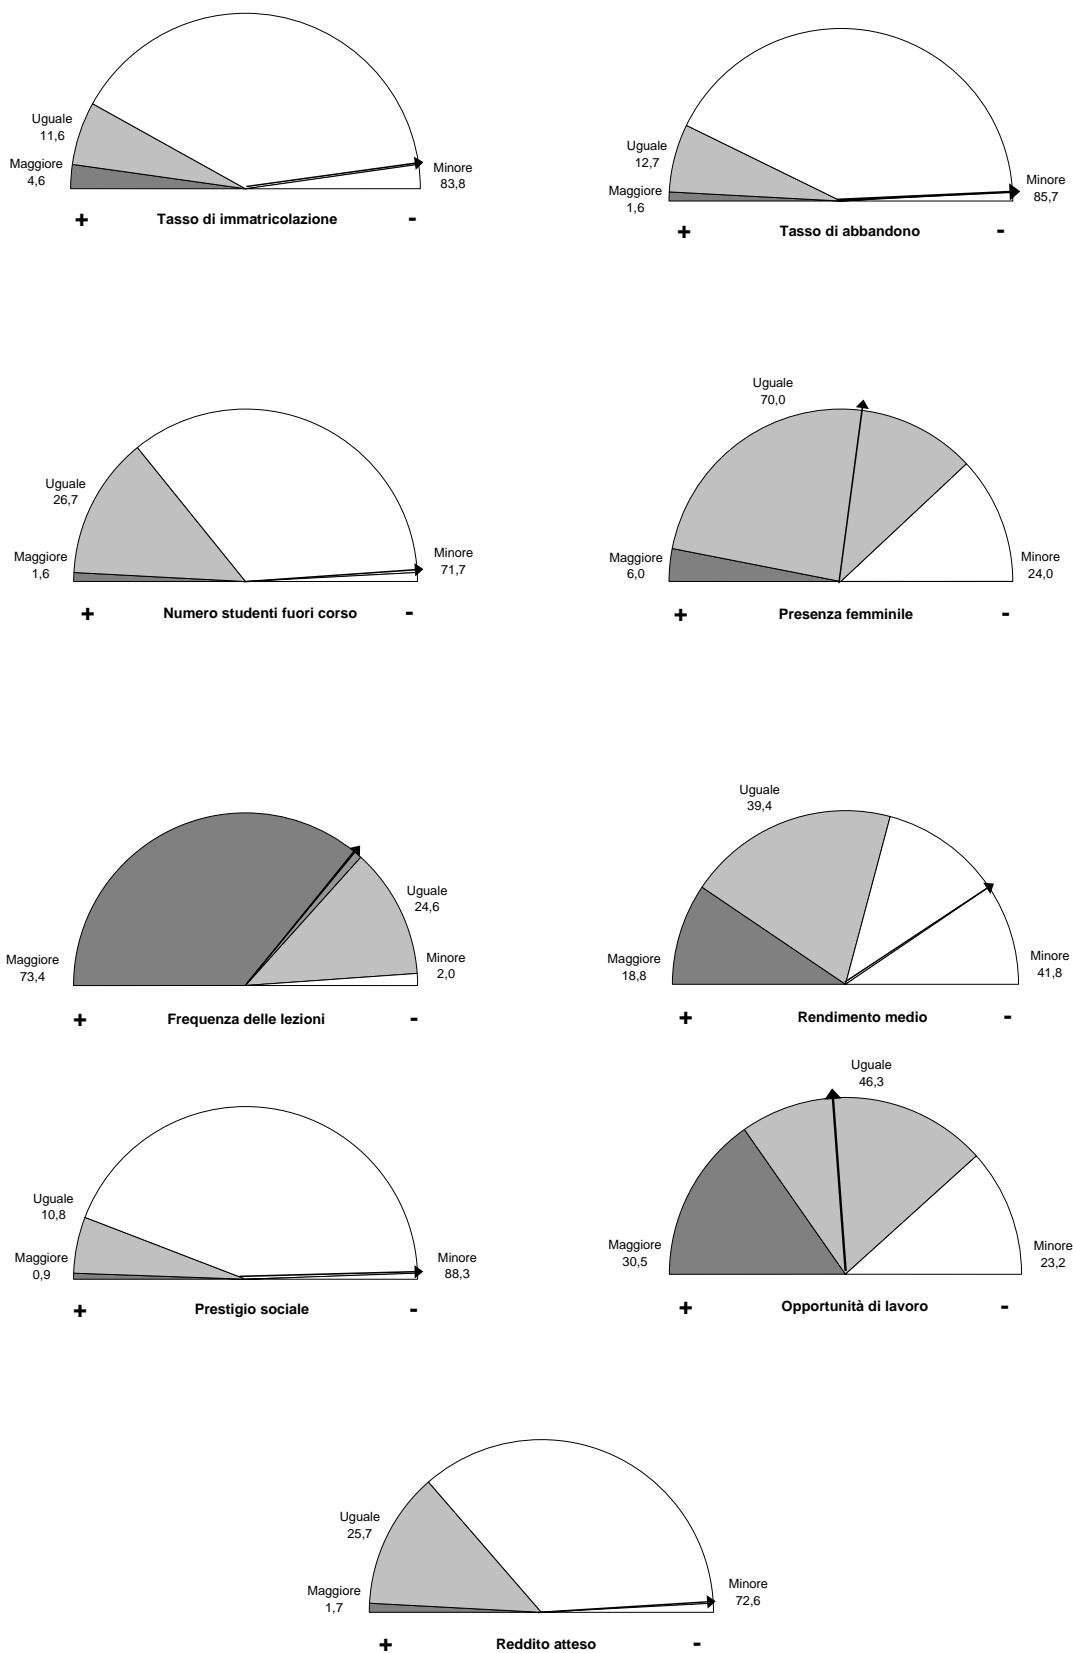 Uguale
11,6
Maggiore
4,6
Minore
83,8
+ Tasso di immatricolazione -
Uguale
12,7
Maggiore
1,6
Minore
85,7
+ Tasso di abbandono -
Uguale
26,7
Maggiore
1,6
Minore
71,7
+ Numero studenti fuori corso -
Uguale
70,0
Maggiore
6,0
Minore
24,0
+ Presenza femminile -
Uguale
24,6
Maggiore
73,4
Minore
2,0
+ Frequenza delle lezioni -
Uguale
39,4
Maggiore
18,8
Minore
41,8
+ Rendimento medio -
Uguale
10,8
Maggiore
0,9
Minore
88,3
+ Prestigio sociale -
Uguale
46,3
Maggiore
30,5
Minore
23,2
+ Opportunità di lavoro -
Uguale
25,7
Maggiore
1,7
Minore
72,6
+ Reddito atteso -